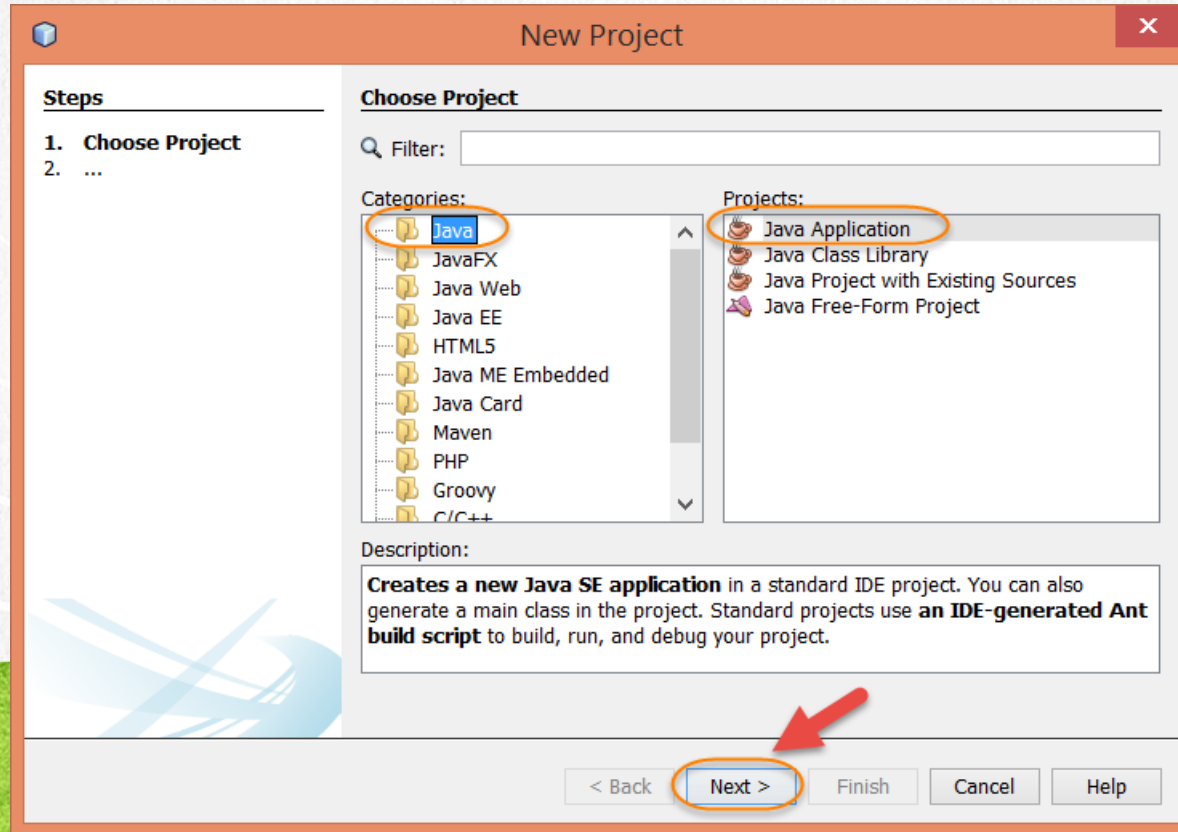 New Project
x
Steps
1. Choose Project
2. ...
Choose Project
Filter:
Categories:
Java
JavaFX
Java Web
Java EE
HTML5
Java ME Embedded
Java Card
Maven
PHP
Groovy
C/C++
Projects:
Java Application
Java Class Library
Java Project with Existing Sources
Java Free-Form Project
Description:
Creates a new Java SE application in a standard IDE project. You can also
generate a main class in the project. Standard projects use an IDE-generated Ant
build script to build, run, and debug your project.
< Back
Next >
Finish
Cancel
Help